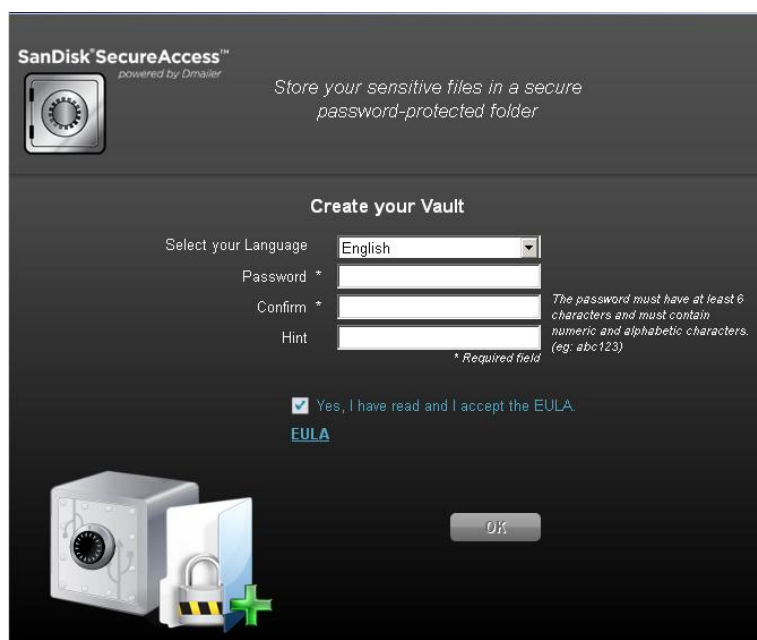 SanDisk®SecureAccess™
powered by Dmailer
Store your sensitive files in a secure
password-protected folder
Create your Vault
Select your Language
English
Password *
Confirm *
The password must have at least 6
characters and must contain
numeric and alphabetic characters.
(eg: abc123)
Hint
* Required field
Yes, I have read and I accept the EULA.
EULA
OK